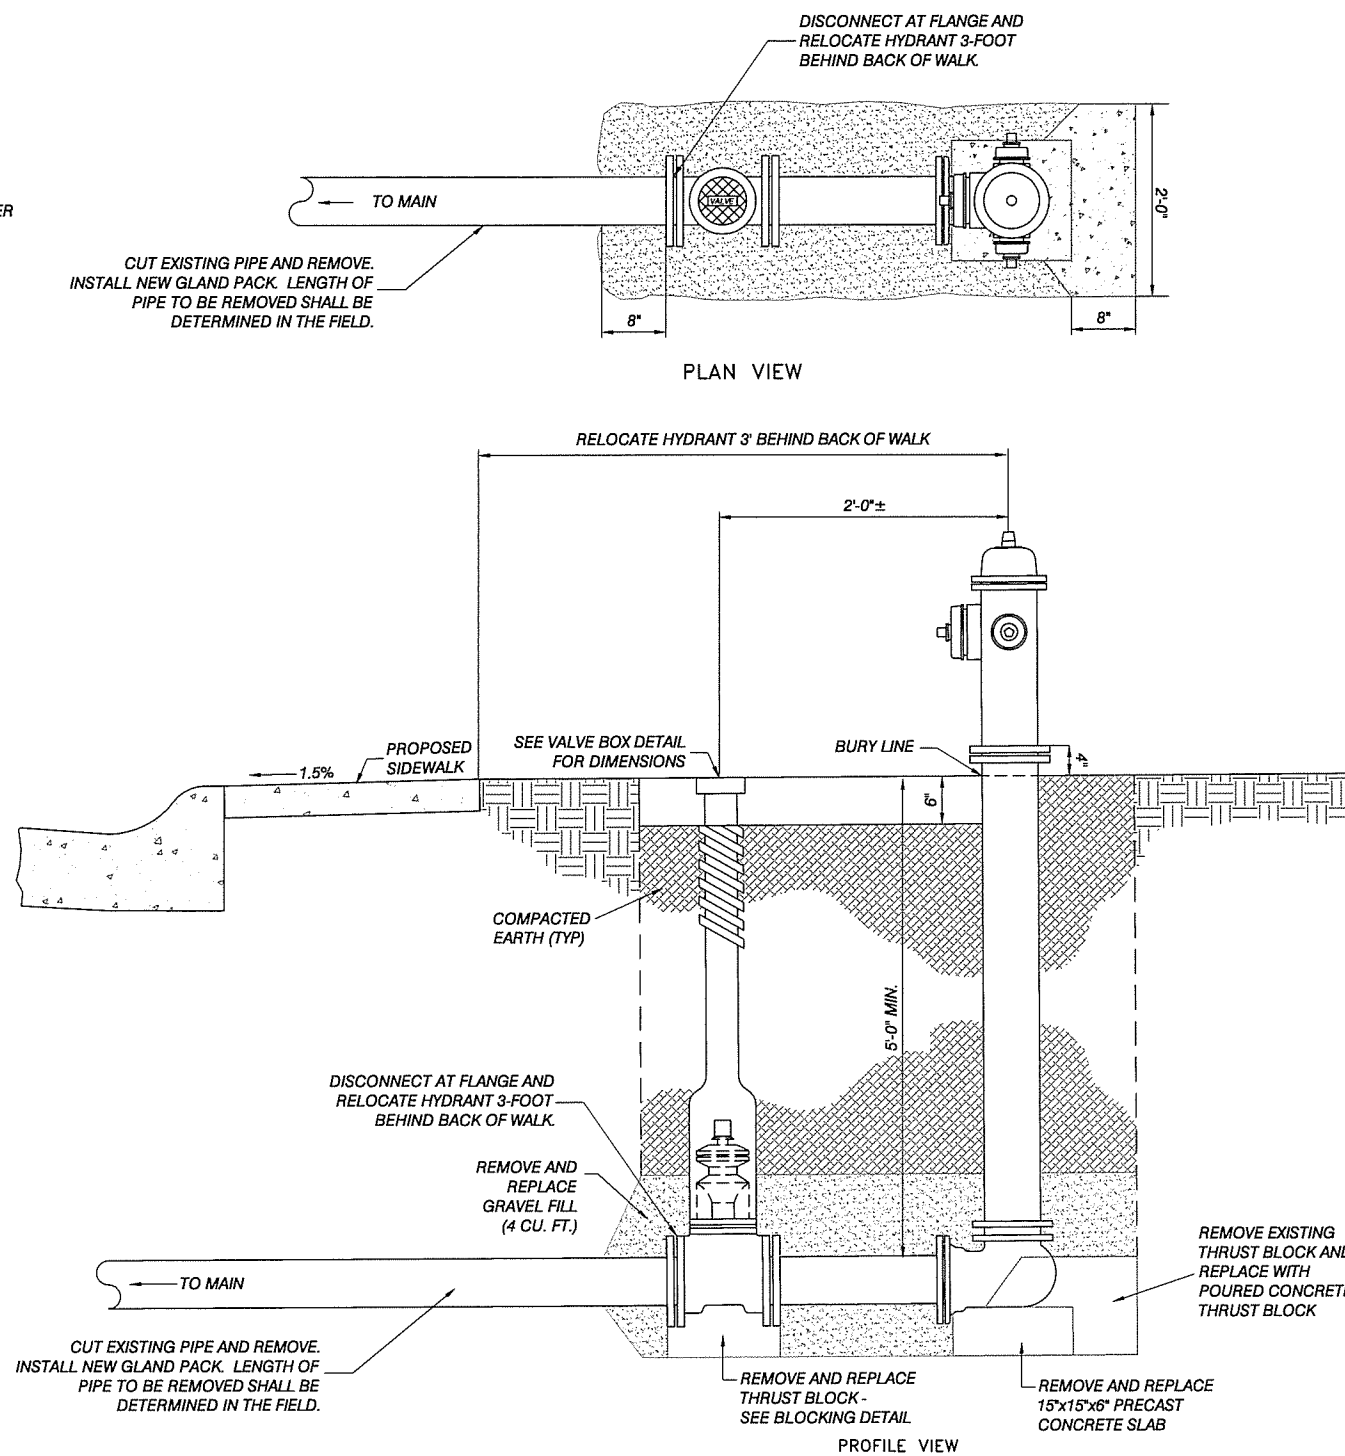 DISCONNECT AT FLANGE AND
RELOCATE HYDRANT 3-FOOT
BEHIND BACK OF WALK.
ER
TO MAIN
VALVE
2'-0"
CUT EXISTING PIPE AND REMOVE.
INSTALL NEW GLAND PACK. LENGTH OF
PIPE TO BE REMOVED SHALL BE
DETERMINED IN THE FIELD.
8"
8"
PLAN VIEW
RELOCATE HYDRANT 3' BEHIND BACK OF WALK
2'-0"±
PROPOSED
SIDEWALK
1.5%
SEE VALVE BOX DETAIL
FOR DIMENSIONS
BURY LINE
4"
6"
COMPACTED
EARTH (TYP)
5'-0" MIN.
DISCONNECT AT FLANGE AND
RELOCATE HYDRANT 3-FOOT
BEHIND BACK OF WALK.
REMOVE AND
REPLACE
GRAVEL FILL
(4 CU. FT.)
REMOVE EXISTING
THRUST BLOCK AND
REPLACE WITH
POURED CONCRETE
THRUST BLOCK
TO MAIN
CUT EXISTING PIPE AND REMOVE.
INSTALL NEW GLAND PACK. LENGTH OF
PIPE TO BE REMOVED SHALL BE
DETERMINED IN THE FIELD.
REMOVE AND REPLACE
THRUST BLOCK -
SEE BLOCKING DETAIL
REMOVE AND REPLACE
15"x15"x6" PRECAST
CONCRETE SLAB
PROFILE VIEW